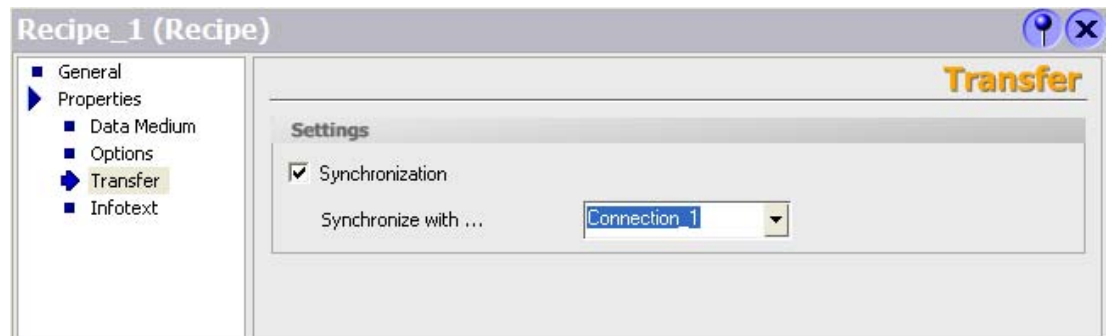 Recipe_1 (Recipe)
General
Properties
Data Medium
Options
Transfer
Infotext
Transfer
Settings
Synchronization
Synchronize with ...
Connection_1